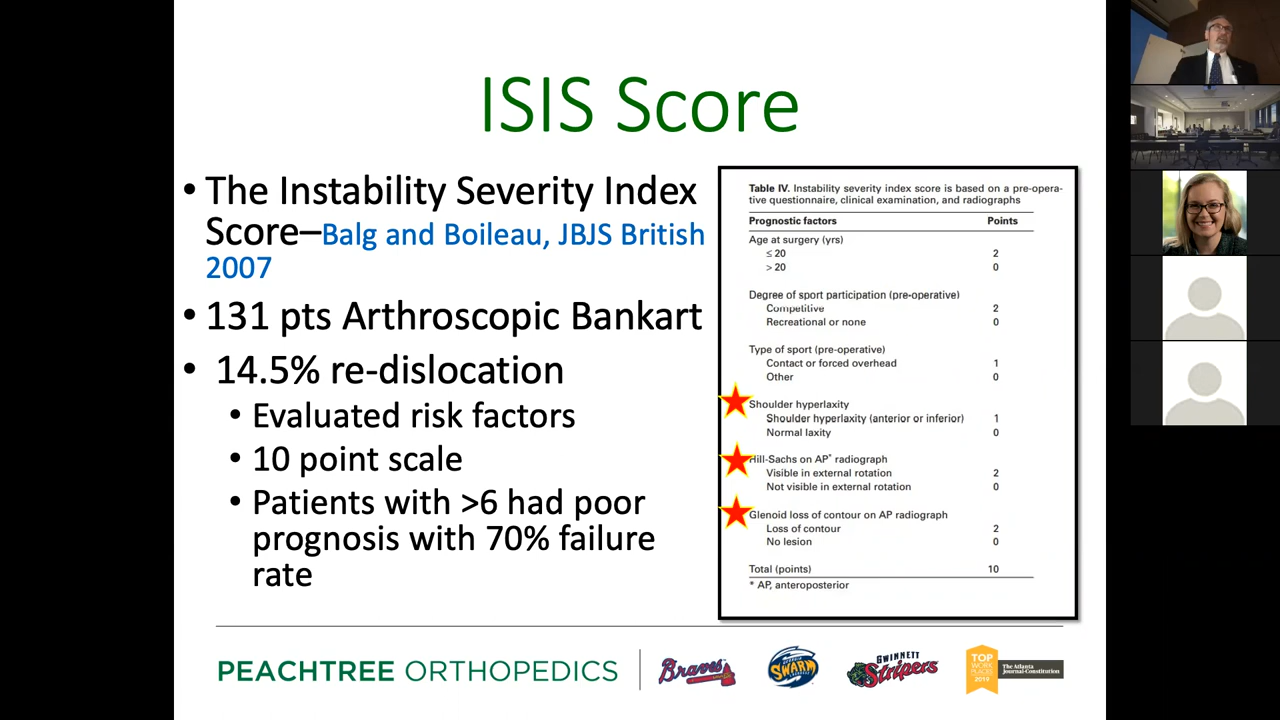 ISIS Score
• The Instability Severity Index
Score–Balg and Boileau, JBJS British
2007
• 131 pts Arthroscopic Bankart
• 14.5% re-dislocation
• Evaluated risk factors
• 10 point scale
• Patients with >6 had poor
prognosis with 70% failure
rate
Table IV. Instability severity index score is based on a pre-opera-
tive questionnaire, clinical examination, and radiographs
Prognostic factors Points
Age at surgery (yrs)
≤ 20 2
> 20 0
Degree of sport participation (pre-operative)
Competitive 2
Recreational or none 0
Type of sport (pre-operative)
Contact or forced overhead 1
Other 0
Shoulder hyperlaxity
Shoulder hyperlaxity (anterior or inferior) 1
Normal laxity 0
Hill-Sachs on AP* radiograph
Visible in external rotation 2
Not visible in external rotation 0
Glenoid loss of contour on AP radiograph
Loss of contour 2
No lesion 0
Total (points) 10
* AP, anteroposterior
PEACHTREE ORTHOPEDICS
Braves
SWARM
GWINNETT
Stripers
TOP
WORK
PLACES
2019
The Atlanta
Journal-Constitution